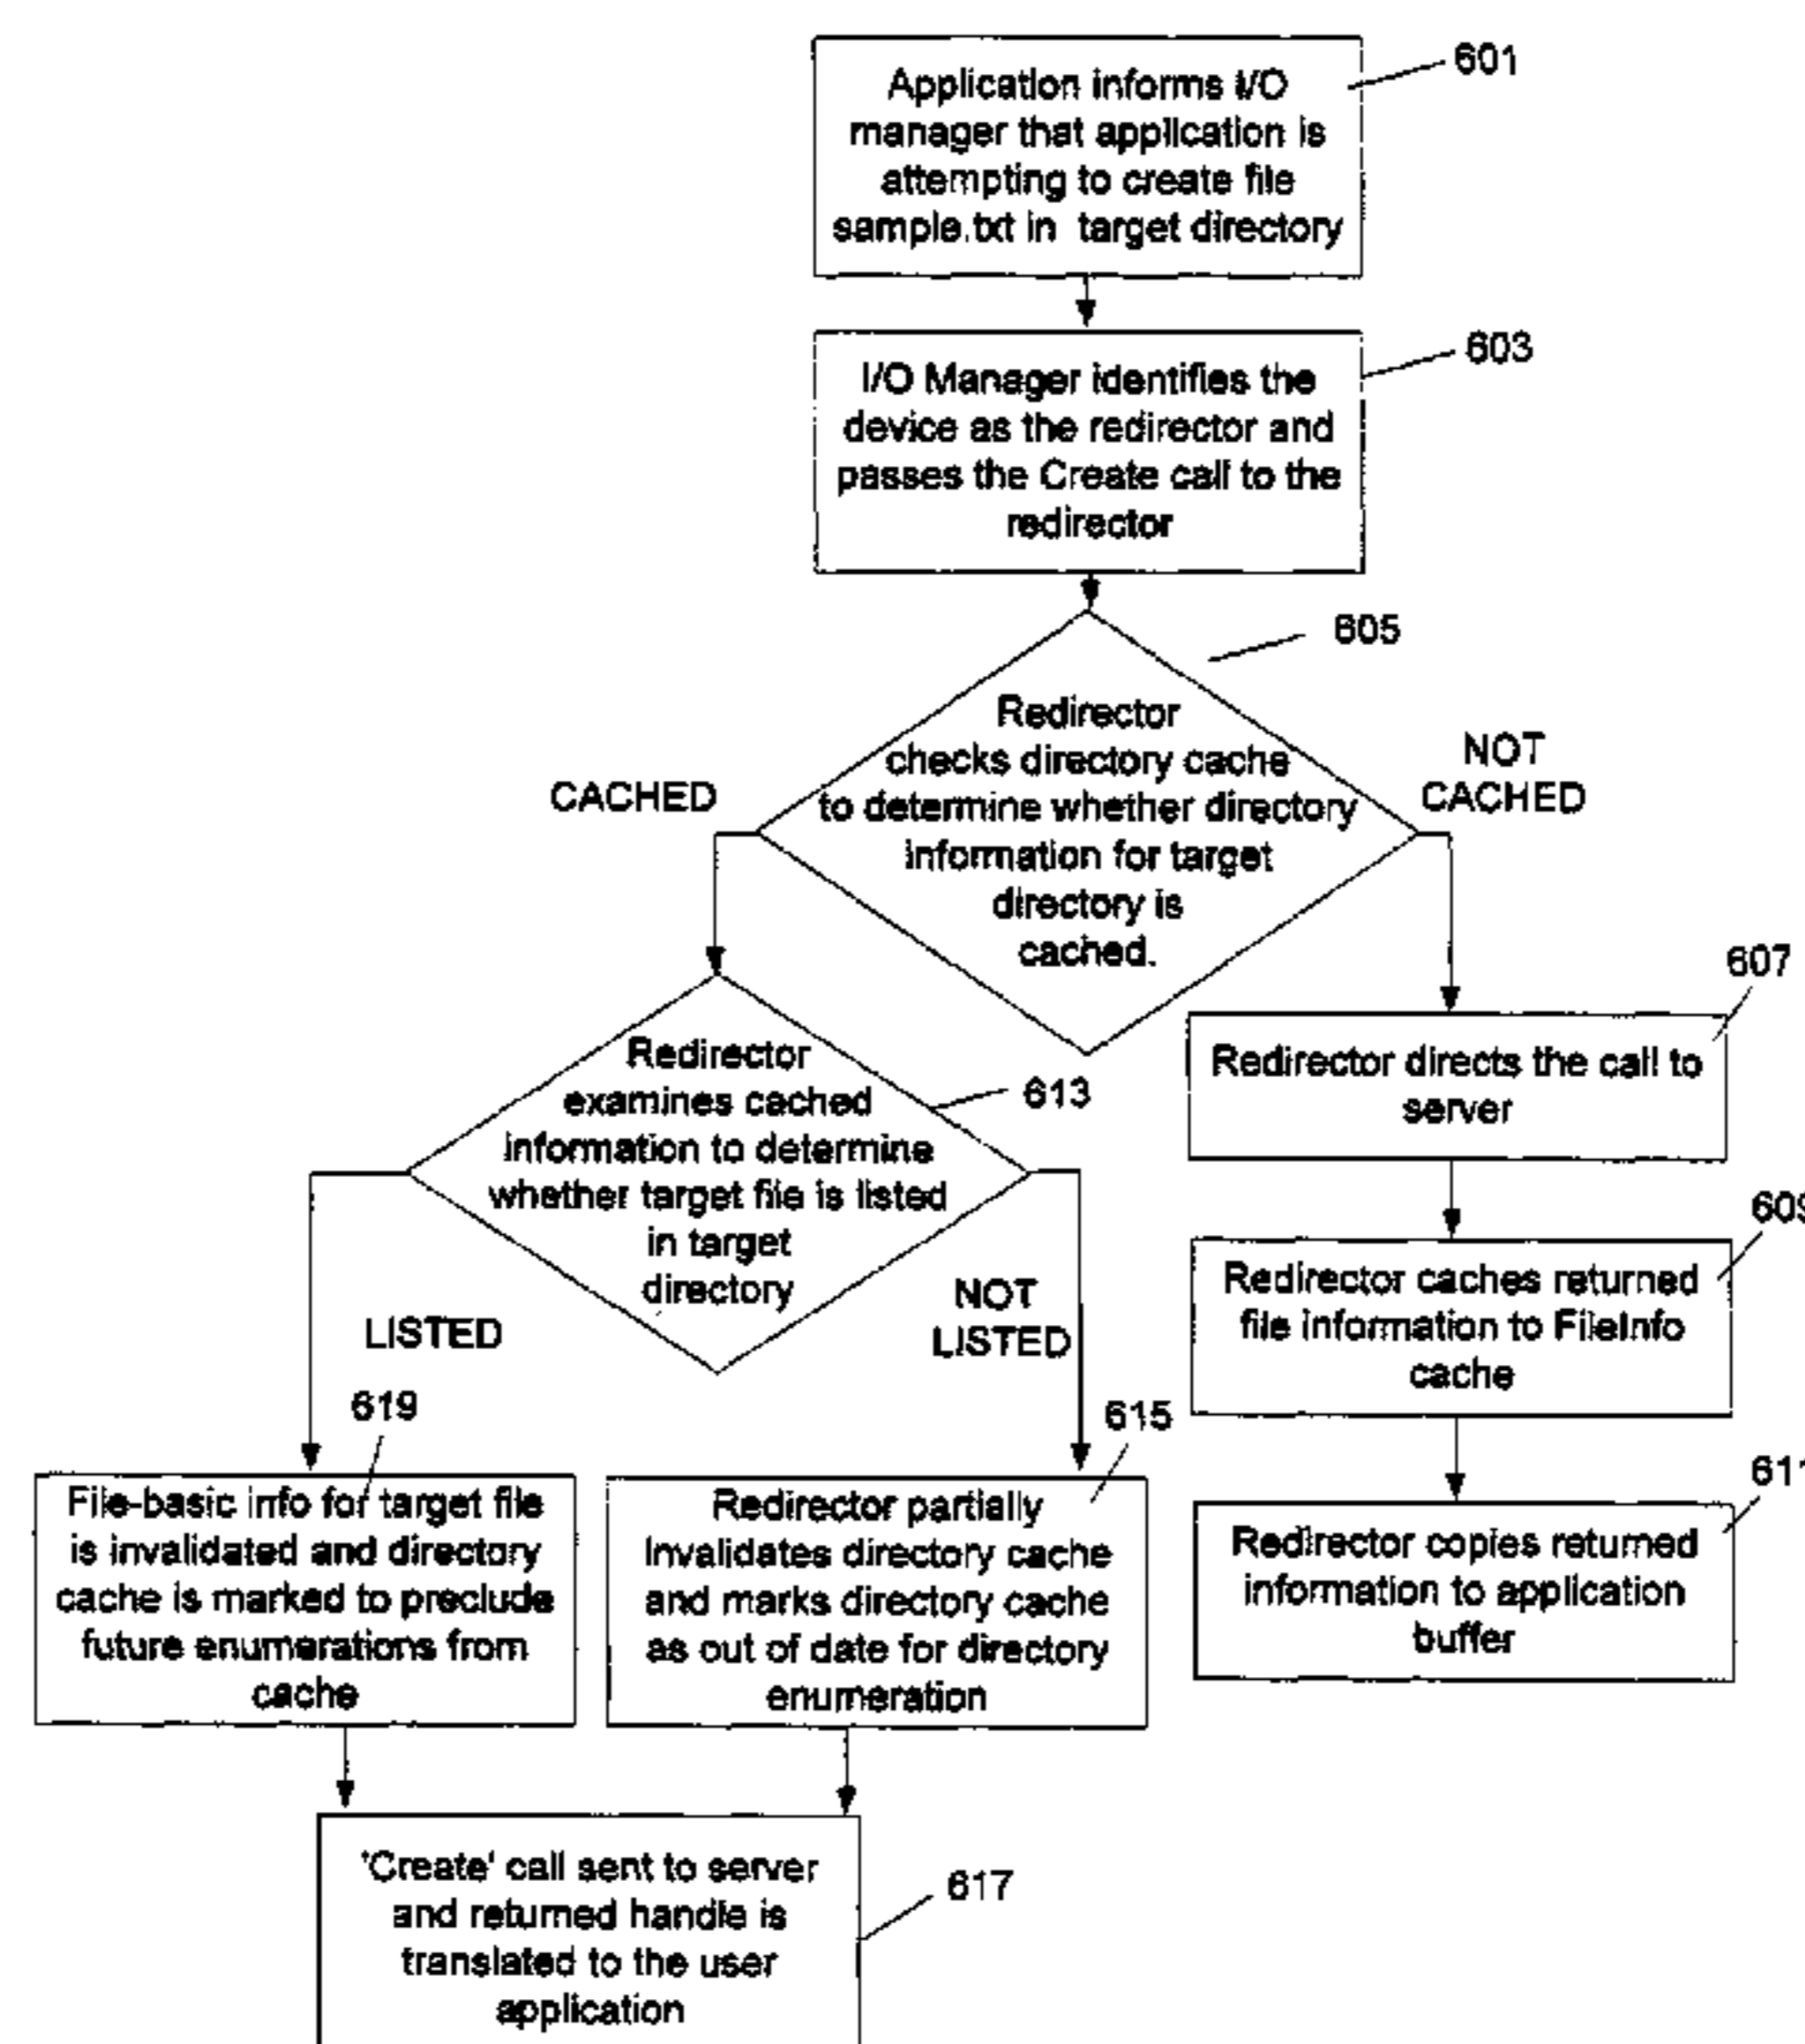 601
Application informs I/O
manager that application is
attempting to create file
sample.txt in target directory
603
I/O Manager identifies the
device as the redirector and
passes the Create call to the
redirector
605
Redirector
checks directory cache
to determine whether directory
information for target
directory is
cached.
CACHED
NOT
CACHED
607
Redirector directs the call to
server
609
Redirector caches returned
file information to FileInfo
cache
611
Redirector copies returned
information to application
buffer
613
Redirector
examines cached
information to determine
whether target file is listed
in target
directory
LISTED
NOT
LISTED
619
File-basic info for target file
is invalidated and directory
cache is marked to preclude
future enumerations from
cache
615
Redirector partially
invalidates directory cache
and marks directory cache
as out of date for directory
enumeration
'Create' call sent to server
and returned handle is
translated to the user
application
617